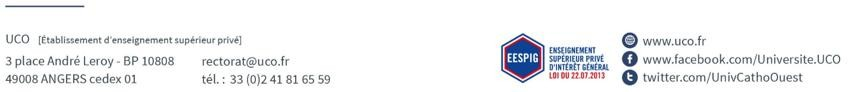 UCO [Établissement d'enseignement supérieur privé]
3 place André Leroy - BP 10808 rectorat@uco.fr
49008 ANGERS cedex 01 tél. : 33 (0)2 41 81 65 59
EESPIG
ENSEIGNEMENT
SUPÉRIEUR PRIVÉ
D'INTÉRÊT GÉNÉRAL
LOI DU 22.07.2013
www.uco.fr
www.facebook.com/Universite.UCO
twitter.com/UnivCathoOuest